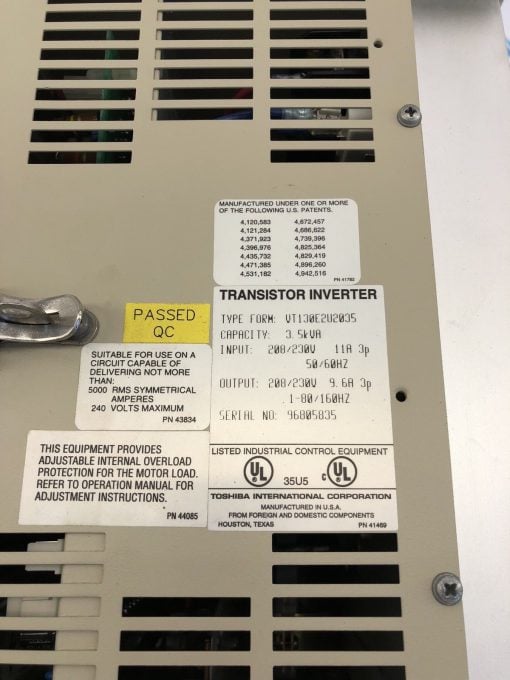 MANUFACTURED UNDER ONE OR MORE
OF THE FOLLOWING U.S. PATENTS.
4,120,583 4,672,457
4,121,284 4,686,622
4,371,923 4,739,396
4,396,976 4,825,364
4,435,732 4,829,419
4,471,385 4,896,260
4,531,182 4,942,516
PN 41782
PASSED
QC
TRANSISTOR INVERTER
TYPE FORM: VT130E2U2035
CAPACITY: 3.5kVA
INPUT: 208/230V 11A 3p
50/60HZ
OUTPUT: 208/230V 9.6A 3p
.1-80/160HZ
SERIAL NO: 96805835
SUITABLE FOR USE ON A
CIRCUIT CAPABLE OF
DELIVERING NOT MORE
THAN:
5000 RMS SYMMETRICAL
AMPERES
240 VOLTS MAXIMUM
PN 43834
THIS EQUIPMENT PROVIDES
ADJUSTABLE INTERNAL OVERLOAD
PROTECTION FOR THE MOTOR LOAD.
REFER TO OPERATION MANUAL FOR
ADJUSTMENT INSTRUCTIONS.
PN 44085
LISTED INDUSTRIAL CONTROL EQUIPMENT
UL 35U5 c UL
TOSHIBA INTERNATIONAL CORPORATION
MANUFACTURED IN U.S.A.
FROM FOREIGN AND DOMESTIC COMPONENTS
HOUSTON, TEXAS PN 41469